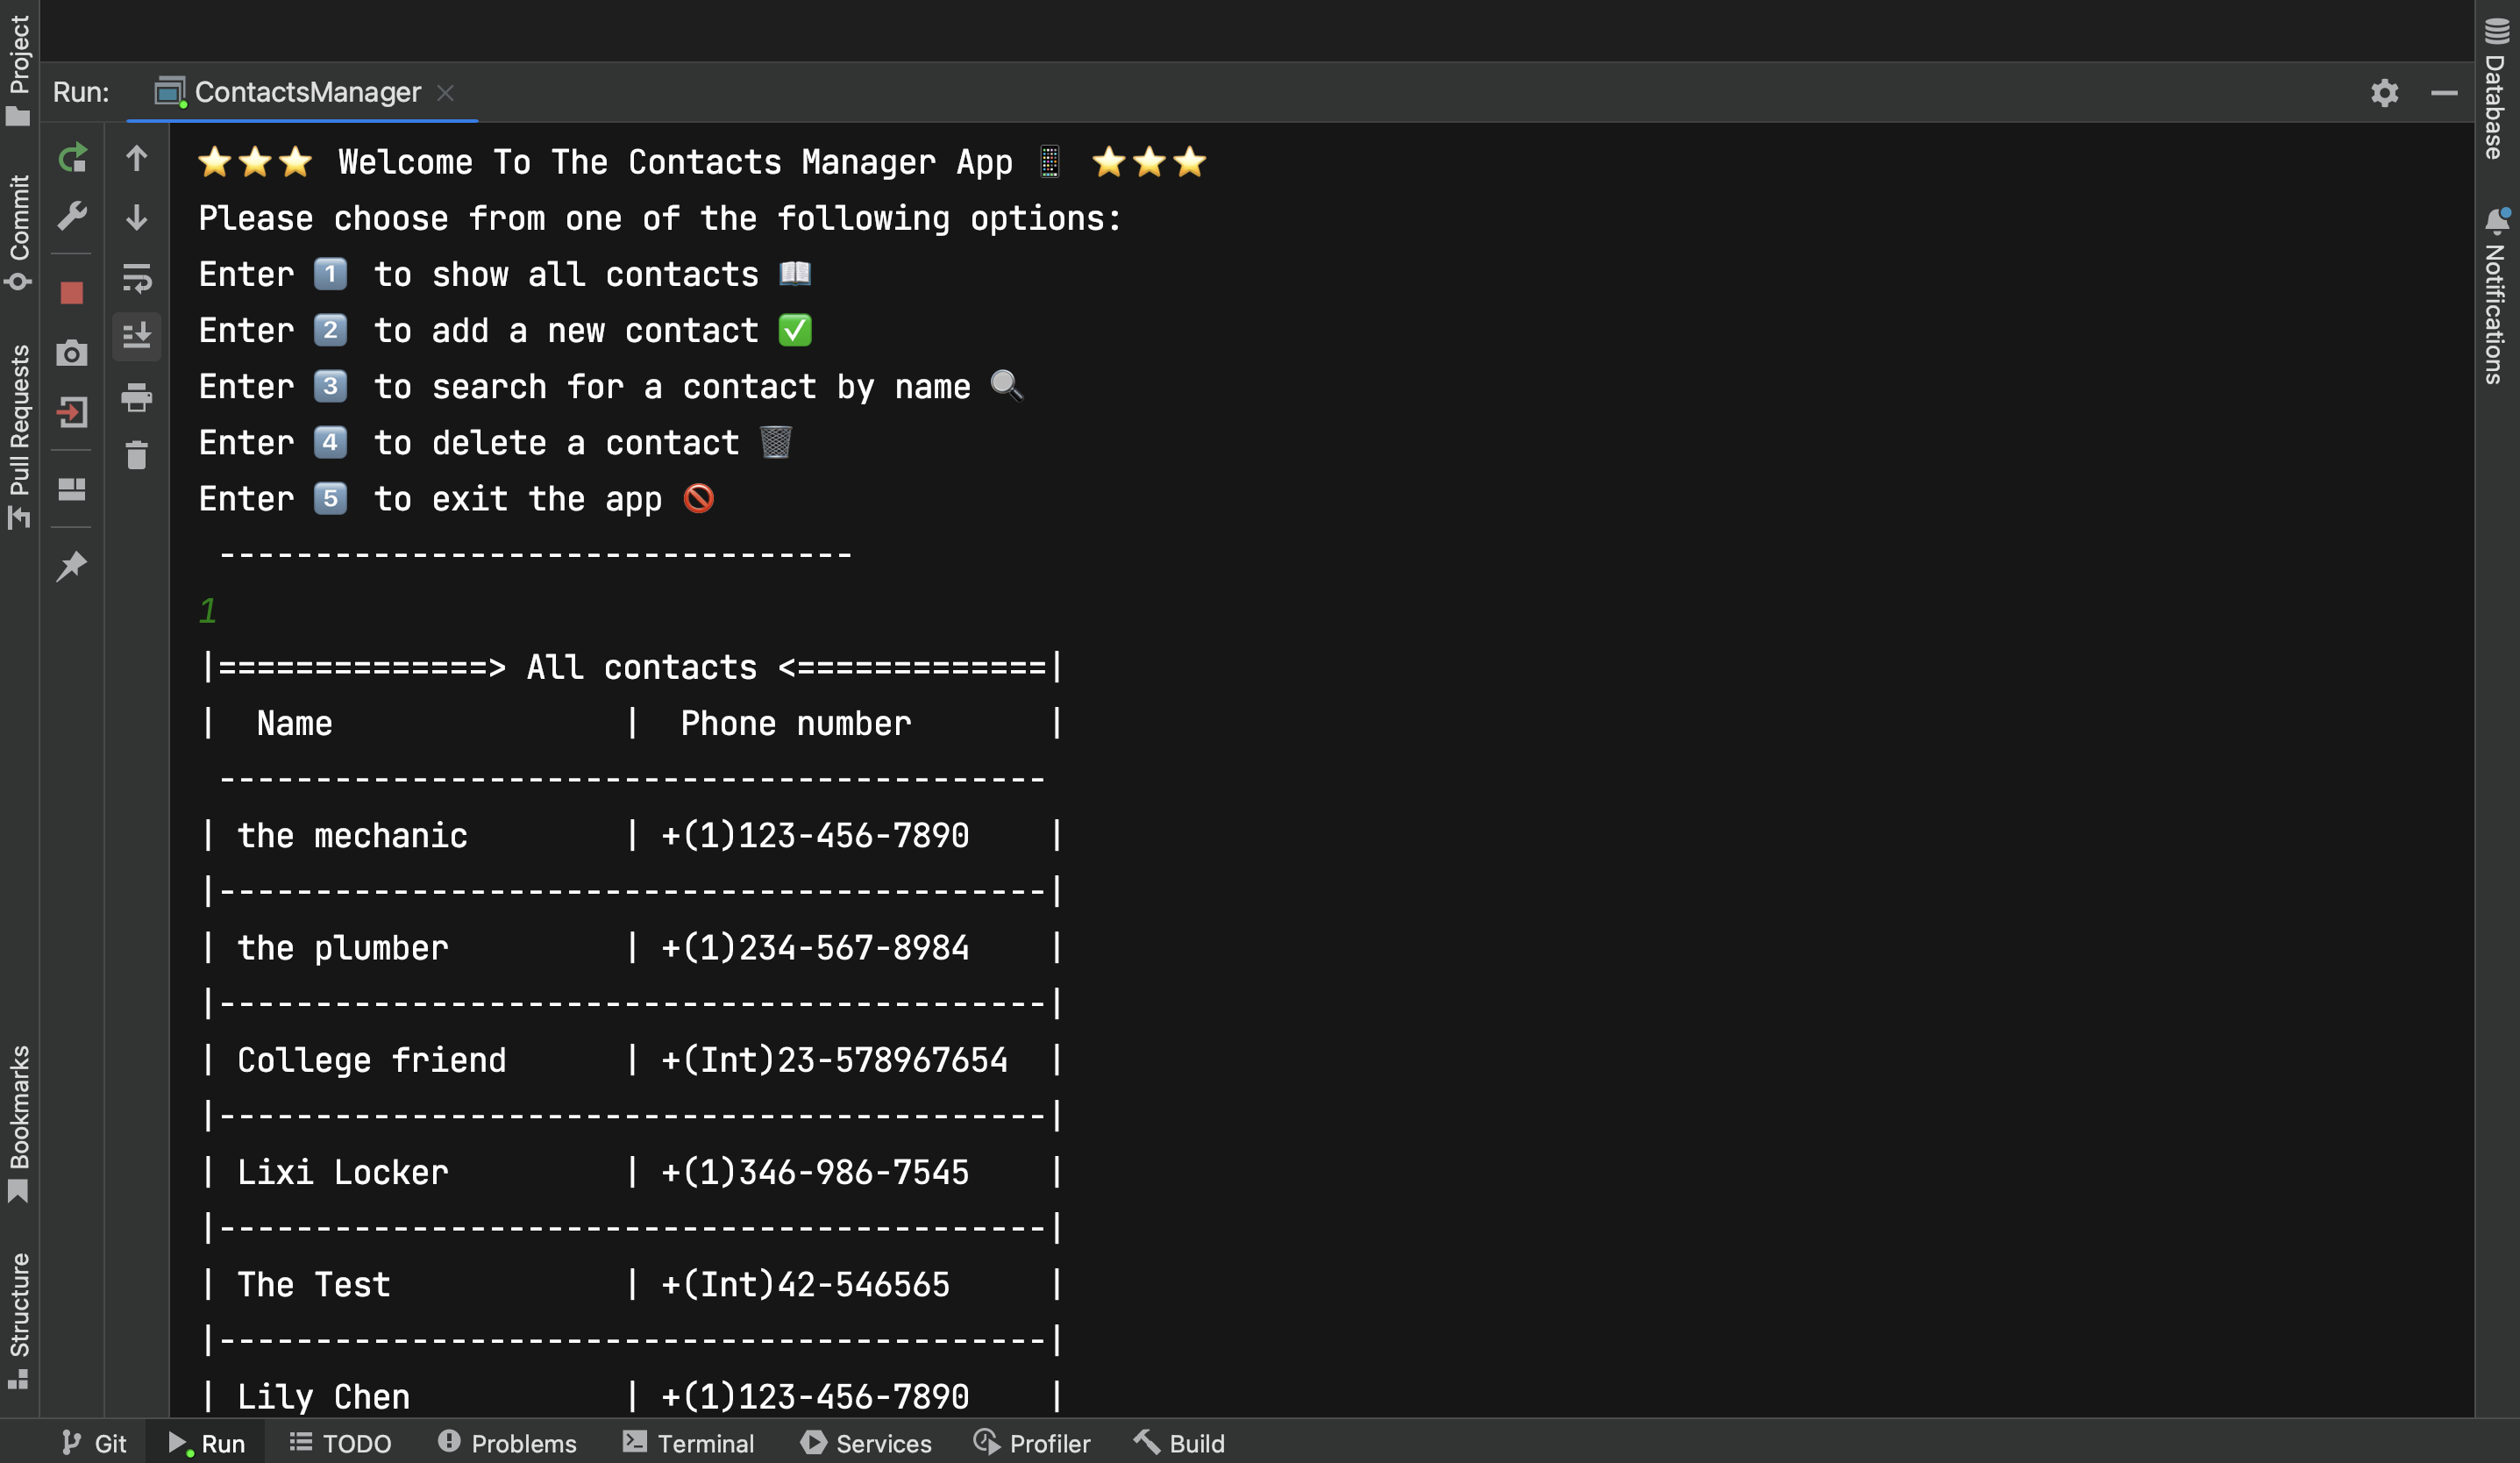 Project
Commit
Pull Requests
Bookmarks
Structure
Run: ContactsManager
⭐⭐⭐ Welcome To The Contacts Manager App 📱 ⭐⭐⭐
Please choose from one of the following options:
Enter 1️⃣ to show all contacts 📖
Enter 2️⃣ to add a new contact ✅
Enter 3️⃣ to search for a contact by name 🔍
Enter 4️⃣ to delete a contact 🗑️
Enter 5️⃣ to exit the app 🚫
---------------------------------
1
|==============> All contacts <=============|
| Name | Phone number |
-------------------------------------------
| the mechanic | +(1)123-456-7890 |
|-------------------------------------------|
| the plumber | +(1)234-567-8984 |
|-------------------------------------------|
| College friend | +(Int)23-578967654 |
|-------------------------------------------|
| Lixi Locker | +(1)346-986-7545 |
|-------------------------------------------|
| The Test | +(Int)42-546565 |
|-------------------------------------------|
| Lily Chen | +(1)123-456-7890 |
Database
Notifications
Git Run TODO Problems Terminal Services Profiler Build